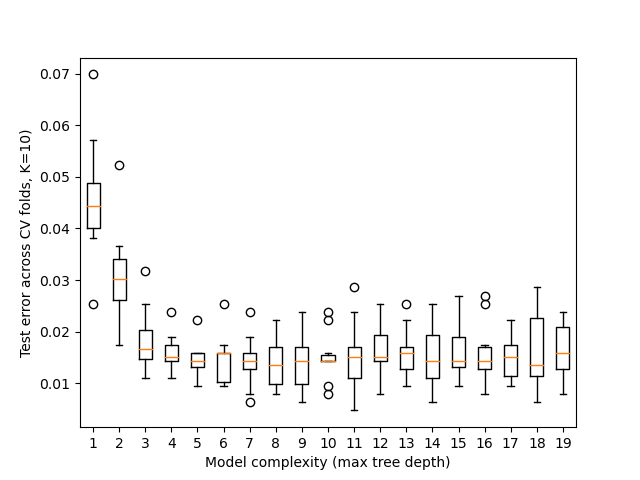 0.07
0.06
0.05
0.04
0.03
0.02
0.01
Test error across CV folds, K=10)
1 2 3 4 5 6 7 8 9 10 11 12 13 14 15 16 17 18 19
Model complexity (max tree depth)